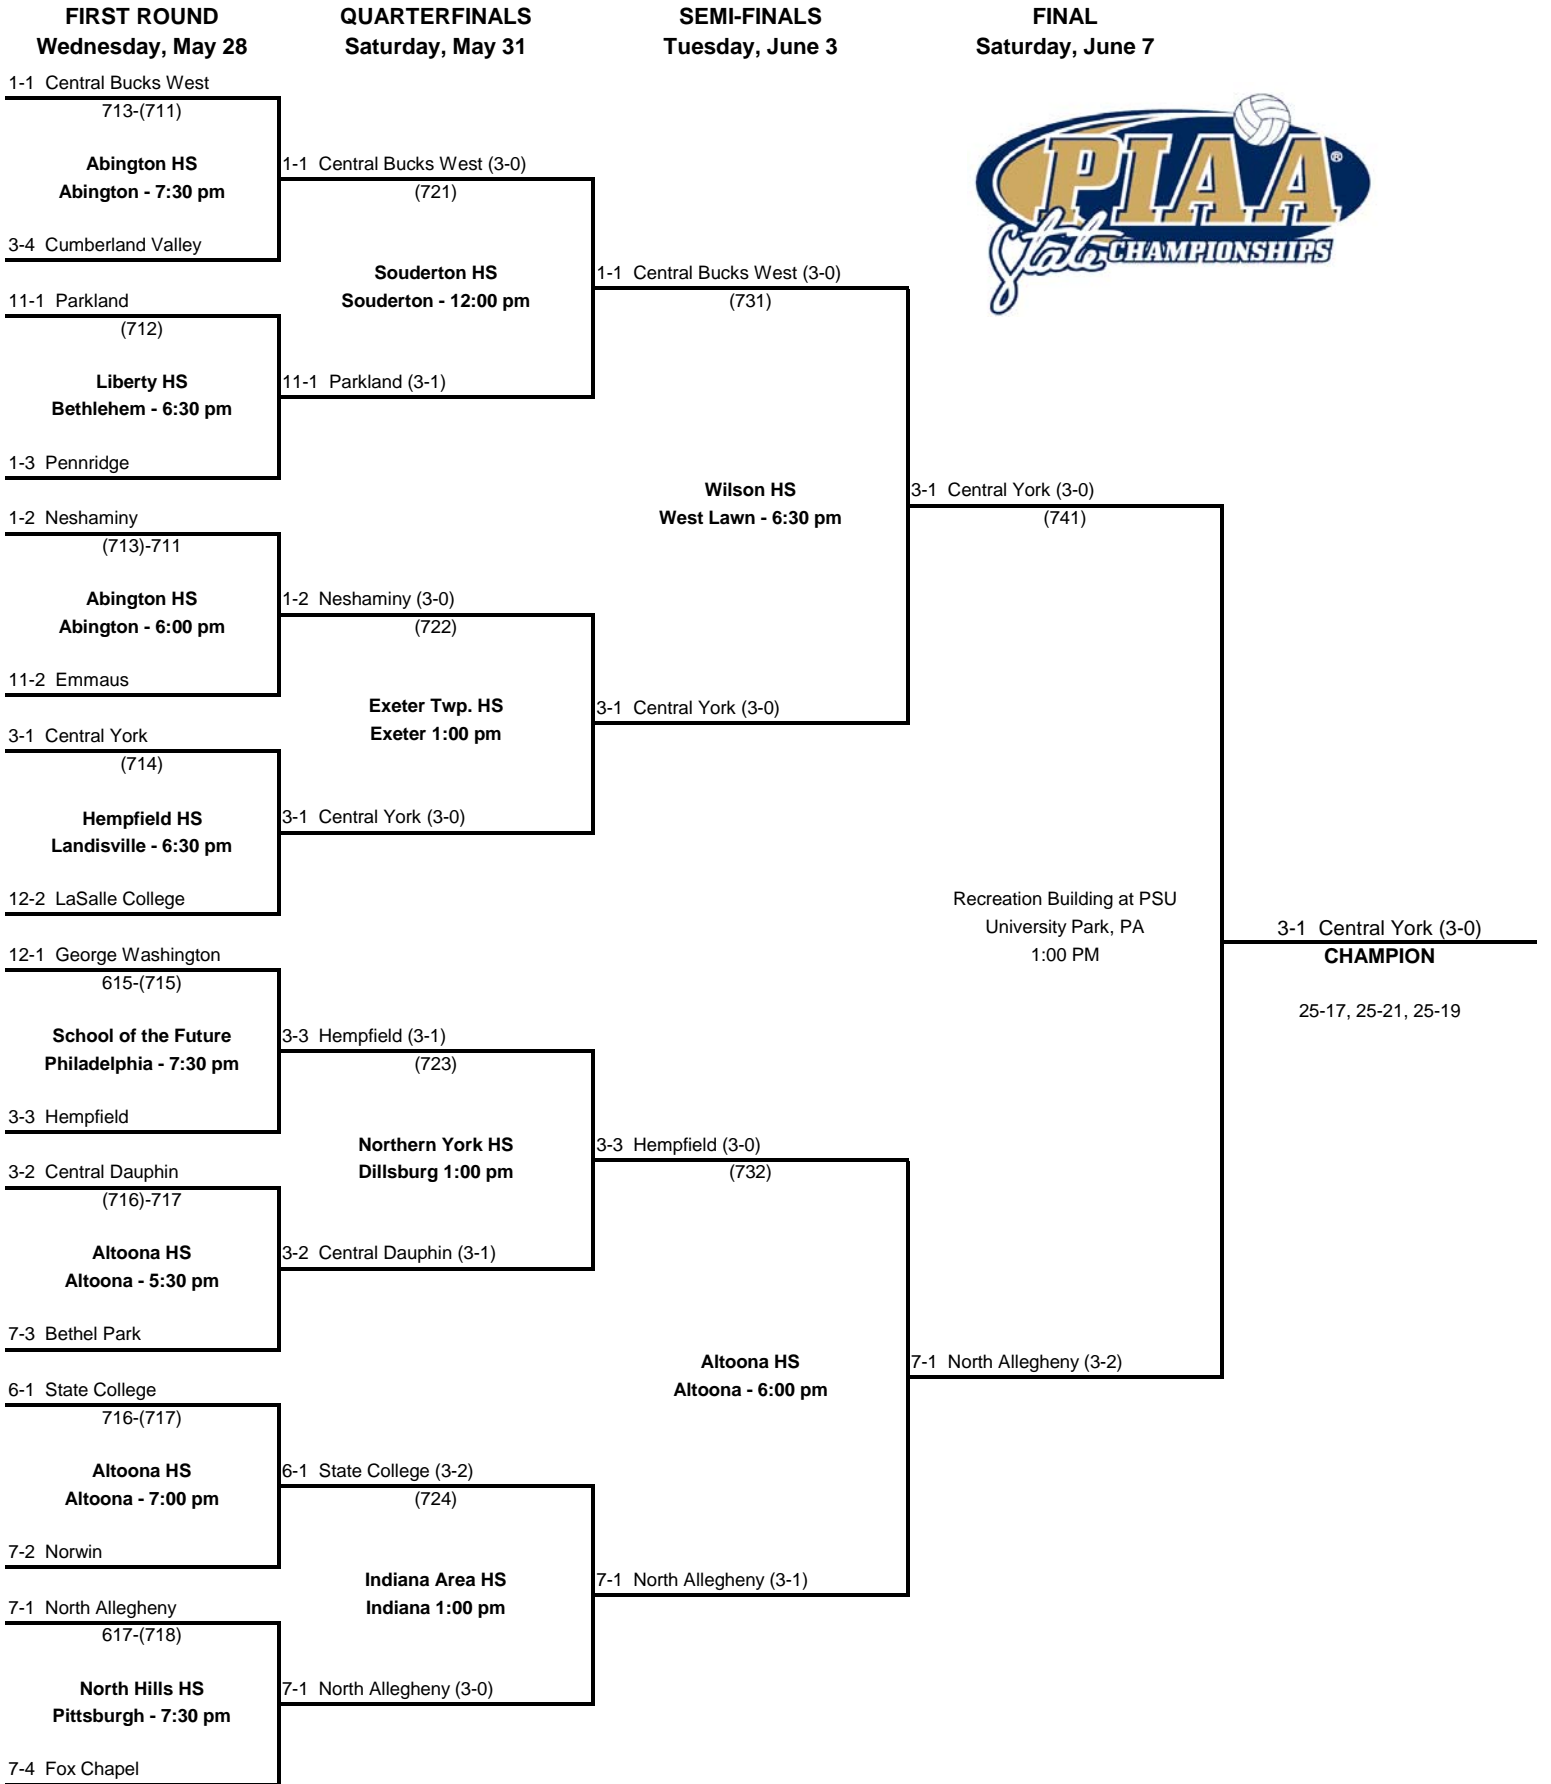 FIRST ROUND
Wednesday, May 28
QUARTERFINALS
Saturday, May 31
SEMI-FINALS
Tuesday, June 3
FINAL
Saturday, June 7
PIAA®
State CHAMPIONSHIPS
1-1 Central Bucks West
713-(711)
Abington HS
Abington - 7:30 pm
3-4 Cumberland Valley
11-1 Parkland
(712)
Liberty HS
Bethlehem - 6:30 pm
1-3 Pennridge
1-2 Neshaminy
(713)-711
Abington HS
Abington - 6:00 pm
11-2 Emmaus
3-1 Central York
(714)
Hempfield HS
Landisville - 6:30 pm
12-2 LaSalle College
12-1 George Washington
615-(715)
School of the Future
Philadelphia - 7:30 pm
3-3 Hempfield
3-2 Central Dauphin
(716)-717
Altoona HS
Altoona - 5:30 pm
7-3 Bethel Park
6-1 State College
716-(717)
Altoona HS
Altoona - 7:00 pm
7-2 Norwin
7-1 North Allegheny
617-(718)
North Hills HS
Pittsburgh - 7:30 pm
7-4 Fox Chapel
1-1 Central Bucks West (3-0)
(721)
Souderton HS
Souderton - 12:00 pm
11-1 Parkland (3-1)
1-2 Neshaminy (3-0)
(722)
Exeter Twp. HS
Exeter 1:00 pm
3-1 Central York (3-0)
3-3 Hempfield (3-1)
(723)
Northern York HS
Dillsburg 1:00 pm
3-2 Central Dauphin (3-1)
6-1 State College (3-2)
(724)
Indiana Area HS
Indiana 1:00 pm
7-1 North Allegheny (3-0)
1-1 Central Bucks West (3-0)
(731)
Wilson HS
West Lawn - 6:30 pm
3-1 Central York (3-0)
3-3 Hempfield (3-0)
(732)
Altoona HS
Altoona - 6:00 pm
7-1 North Allegheny (3-1)
3-1 Central York (3-0)
(741)
Recreation Building at PSU
University Park, PA
1:00 PM
7-1 North Allegheny (3-2)
3-1 Central York (3-0)
CHAMPION
25-17, 25-21, 25-19